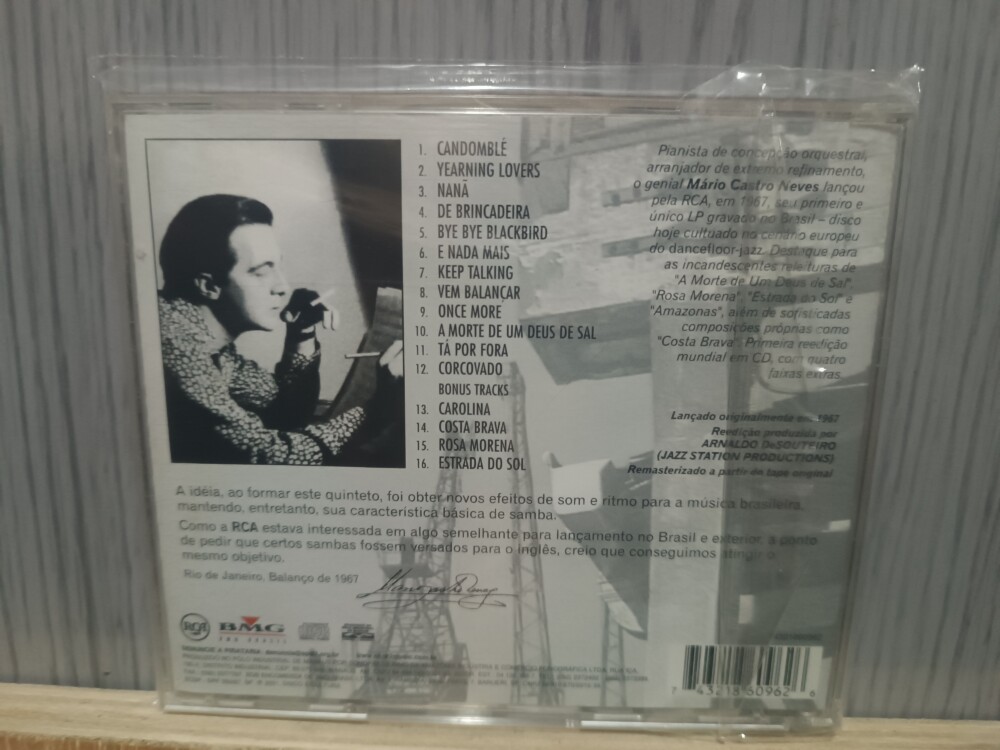 1. CANDOMBLÉ
2. YEARNING LOVERS
3. NANÃ
4. DE BRINCADEIRA
5. BYE BYE BLACKBIRD
6. E NADA MAIS
7. KEEP TALKING
8. VEM BALANÇAR
9. ONCE MORE
10. A MORTE DE UM DEUS DE SAL
11. TÁ POR FORA
12. CORCOVADO
BONUS TRACKS
13. CAROLINA
14. COSTA BRAVA
15. ROSA MORENA
16. ESTRADA DO SOL
Pianista de concepção orquestral,
arranjador de extremo refinamento,
o genial Mário Castro Neves lançou
pela RCA, em 1967, seu primeiro e
único LP gravado no Brasil – disco
hoje cultuado no cenário europeu
do dancefloor-jazz. Destaque para
as incandescentes releituras de
"A Morte de Um Deus de Sal",
"Rosa Morena", "Estrada do Sol" e
"Amazonas", além de sofisticadas
composições próprias como
"Costa Brava". Primeira reedição
mundial em CD, com quatro
faixas extras.
Lançado originalmente em 1967
Reedição produzida por
ARNALDO DeSOUTEIRO
(JAZZ STATION PRODUCTIONS)
Remasterizado a partir do tape original
A idéia, ao formar este quinteto, foi obter novos efeitos de som e ritmo para a música brasileira,
mantendo, entretanto, sua característica básica de samba.
Como a RCA estava interessada em algo semelhante para lançamento no Brasil e exterior, a ponto
de pedir que certos sambas fossem versados para o inglês, creio que conseguimos atingir o
mesmo objetivo.
Rio de Janeiro, Balanço de 1967
RCA BMG
BMG BRASIL
7 43218 60962 6